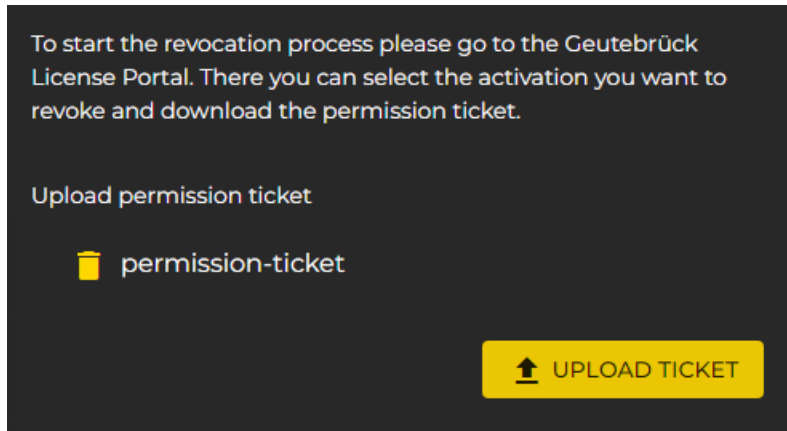 To start the revocation process please go to the Geutebrück
License Portal. There you can select the activation you want to
revoke and download the permission ticket.
Upload permission ticket
permission-ticket
UPLOAD TICKET